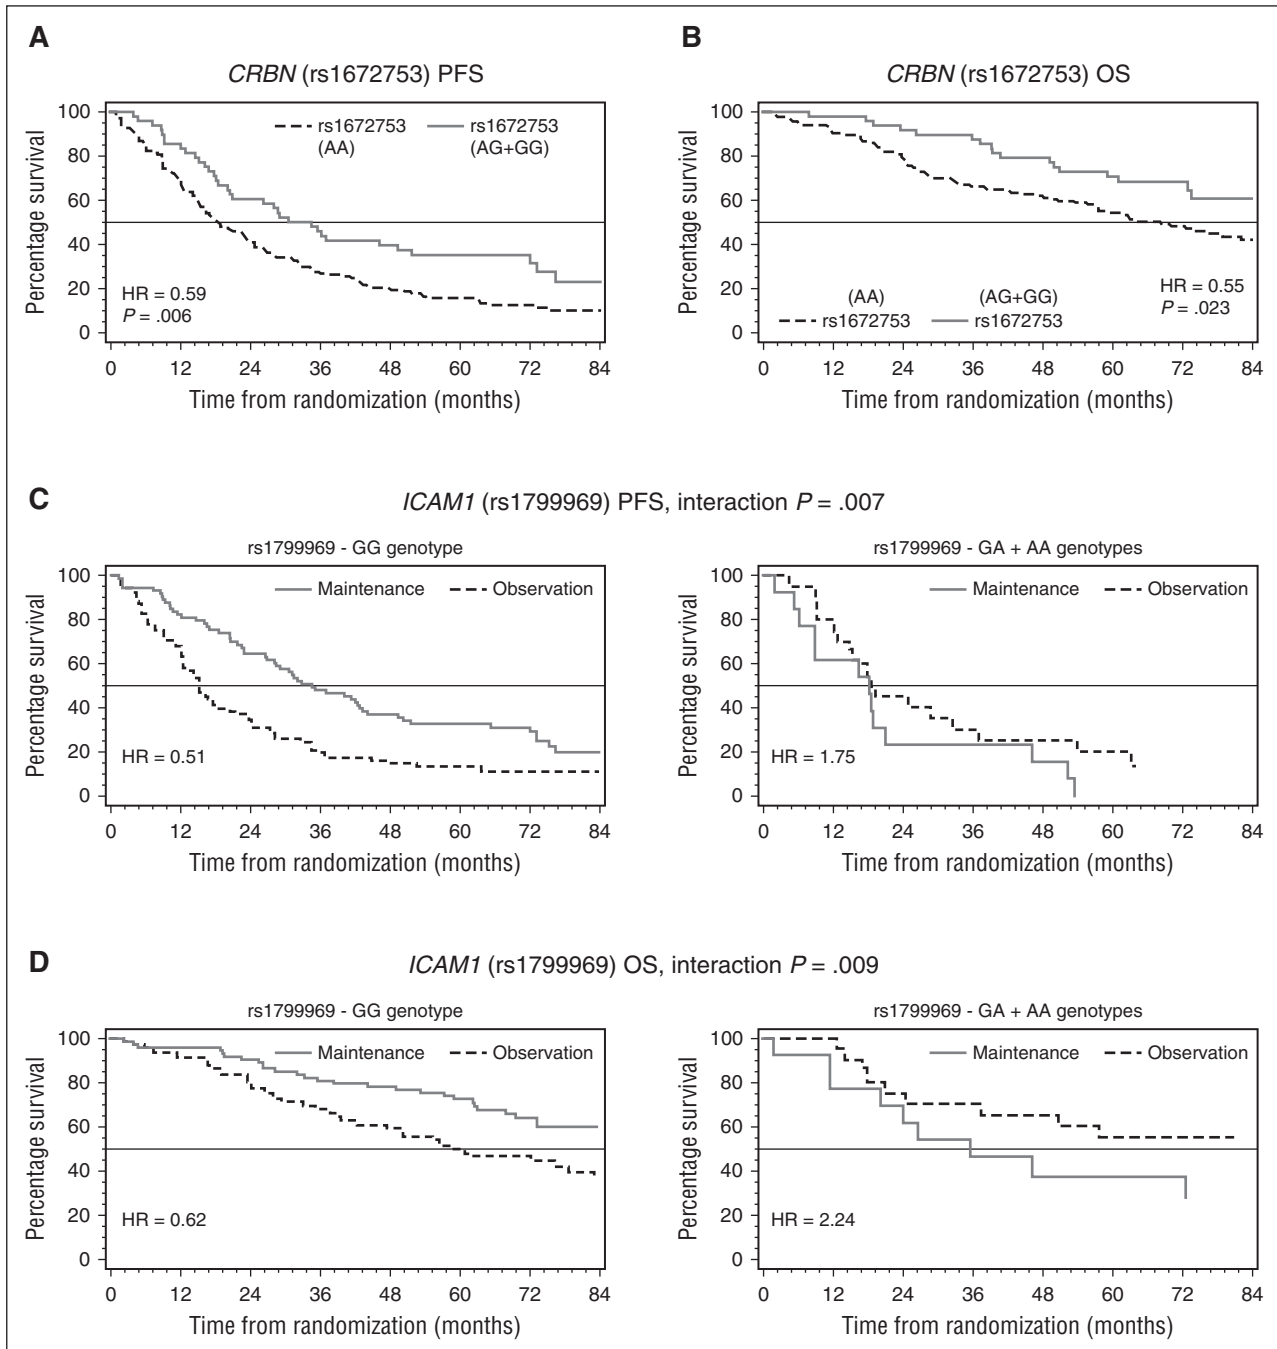 A
CRBN (rs1672753) PFS
100
80
60
40
20
0
Percentage survival
rs1672753 rs1672753
(AA) (AG+GG)
HR = 0.59
P = .006
0 12 24 36 48 60 72 84
Time from randomization (months)
B
CRBN (rs1672753) OS
100
80
60
40
20
0
Percentage survival
(AA) (AG+GG)
rs1672753 rs1672753
HR = 0.55
P = .023
0 12 24 36 48 60 72 84
Time from randomization (months)
C
ICAM1 (rs1799969) PFS, interaction P = .007
rs1799969 - GG genotype
100
80
60
40
20
0
Percentage survival
Maintenance Observation
HR = 0.51
0 12 24 36 48 60 72 84
Time from randomization (months)
rs1799969 - GA + AA genotypes
100
80
60
40
20
0
Percentage survival
Maintenance Observation
HR = 1.75
0 12 24 36 48 60 72 84
Time from randomization (months)
D
ICAM1 (rs1799969) OS, interaction P = .009
rs1799969 - GG genotype
100
80
60
40
20
0
Percentage survival
Maintenance Observation
HR = 0.62
0 12 24 36 48 60 72 84
Time from randomization (months)
rs1799969 - GA + AA genotypes
100
80
60
40
20
0
Percentage survival
Maintenance Observation
HR = 2.24
0 12 24 36 48 60 72 84
Time from randomization (months)